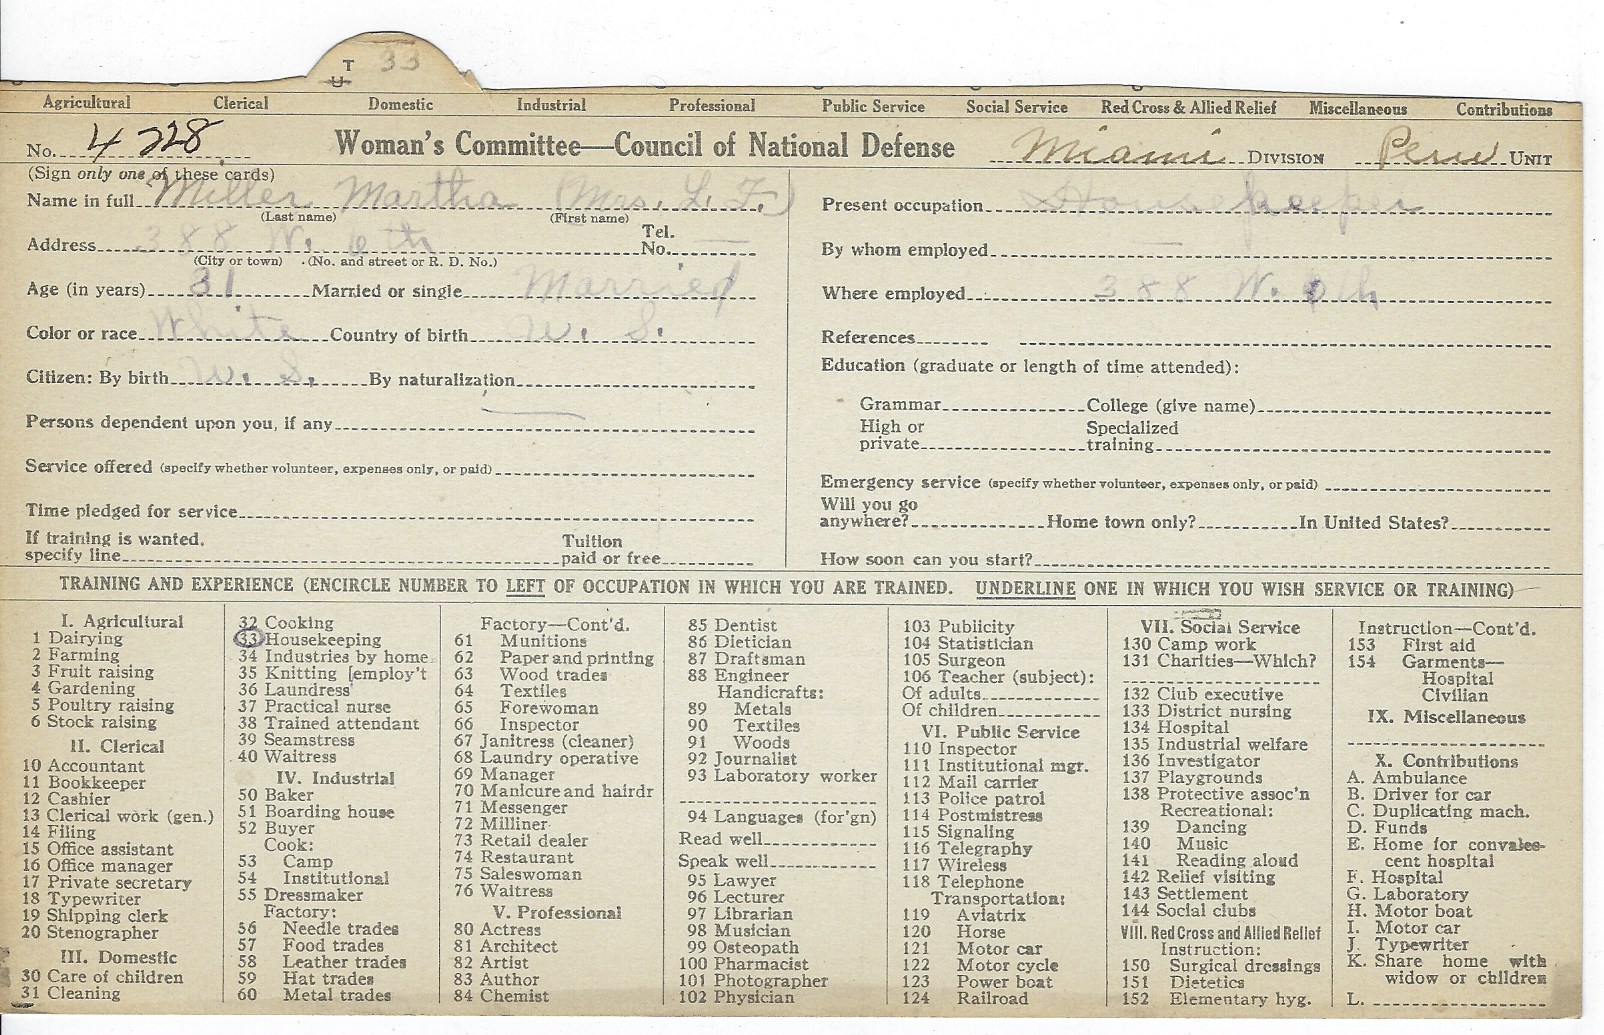 T 33
U
Agricultural Clerical Domestic Industrial Professional Public Service Social Service Red Cross & Allied Relief Miscellaneous Contributions
No. 4728 Woman's Committee—Council of National Defense Miami DIVISION Peru UNIT
(Sign only one of these cards)
Name in full Miller Martha (Mrs. L. F.)
(Last name) (First name)
Address 388 W. 6th Tel. No. —
(City or town) (No. and street or R. D. No.)
Age (in years) 31 Married or single Married
Color or race White Country of birth U. S.
Citizen: By birth U. S. By naturalization
Persons dependent upon you, if any —
Service offered (specify whether volunteer, expenses only, or paid)
Time pledged for service
If training is wanted, specify line Tuition paid or free
Present occupation Housekeeper
By whom employed —
Where employed 388 W. 6th
References
Education (graduate or length of time attended):
Grammar College (give name)
High or private Specialized training
Emergency service (specify whether volunteer, expenses only, or paid)
Will you go anywhere? Home town only? In United States?
How soon can you start?
TRAINING AND EXPERIENCE (ENCIRCLE NUMBER TO LEFT OF OCCUPATION IN WHICH YOU ARE TRAINED. UNDERLINE ONE IN WHICH YOU WISH SERVICE OR TRAINING)
I. Agricultural
1 Dairying
2 Farming
3 Fruit raising
4 Gardening
5 Poultry raising
6 Stock raising
II. Clerical
10 Accountant
11 Bookkeeper
12 Cashier
13 Clerical work (gen.)
14 Filing
15 Office assistant
16 Office manager
17 Private secretary
18 Typewriter
19 Shipping clerk
20 Stenographer
III. Domestic
30 Care of children
31 Cleaning
32 Cooking
33 Housekeeping
34 Industries by home
35 Knitting [employ't
36 Laundress
37 Practical nurse
38 Trained attendant
39 Seamstress
40 Waitress
IV. Industrial
50 Baker
51 Boarding house
52 Buyer
Cook:
53 Camp
54 Institutional
55 Dressmaker
Factory:
56 Needle trades
57 Food trades
58 Leather trades
59 Hat trades
60 Metal trades
Factory—Cont'd.
61 Munitions
62 Paper and printing
63 Wood trades
64 Textiles
65 Forewoman
66 Inspector
67 Janitress (cleaner)
68 Laundry operative
69 Manager
70 Manicure and hairdr
71 Messenger
72 Milliner
73 Retail dealer
74 Restaurant
75 Saleswoman
76 Waitress
V. Professional
80 Actress
81 Architect
82 Artist
83 Author
84 Chemist
85 Dentist
86 Dietician
87 Draftsman
88 Engineer
Handicrafts:
89 Metals
90 Textiles
91 Woods
92 Journalist
93 Laboratory worker
94 Languages (for'gn)
Read well
Speak well
95 Lawyer
96 Lecturer
97 Librarian
98 Musician
99 Osteopath
100 Pharmacist
101 Photographer
102 Physician
103 Publicity
104 Statistician
105 Surgeon
106 Teacher (subject):
Of adults
Of children
VI. Public Service
110 Inspector
111 Institutional mgr.
112 Mail carrier
113 Police patrol
114 Postmistress
115 Signaling
116 Telegraphy
117 Wireless
118 Telephone
Transportation:
119 Aviatrix
120 Horse
121 Motor car
122 Motor cycle
123 Power boat
124 Railroad
VII. Social Service
130 Camp work
131 Charities—Which?
132 Club executive
133 District nursing
134 Hospital
135 Industrial welfare
136 Investigator
137 Playgrounds
138 Protective assoc'n
Recreational:
139 Dancing
140 Music
141 Reading aloud
142 Relief visiting
143 Settlement
144 Social clubs
VIII. Red Cross and Allied Relief
Instruction:
150 Surgical dressings
151 Dietetics
152 Elementary hyg.
Instruction—Cont'd.
153 First aid
154 Garments—
Hospital
Civilian
IX. Miscellaneous
X. Contributions
A. Ambulance
B. Driver for car
C. Duplicating mach.
D. Funds
E. Home for convales-
cent hospital
F. Hospital
G. Laboratory
H. Motor boat
I. Motor car
J. Typewriter
K. Share home with
widow or children
L.